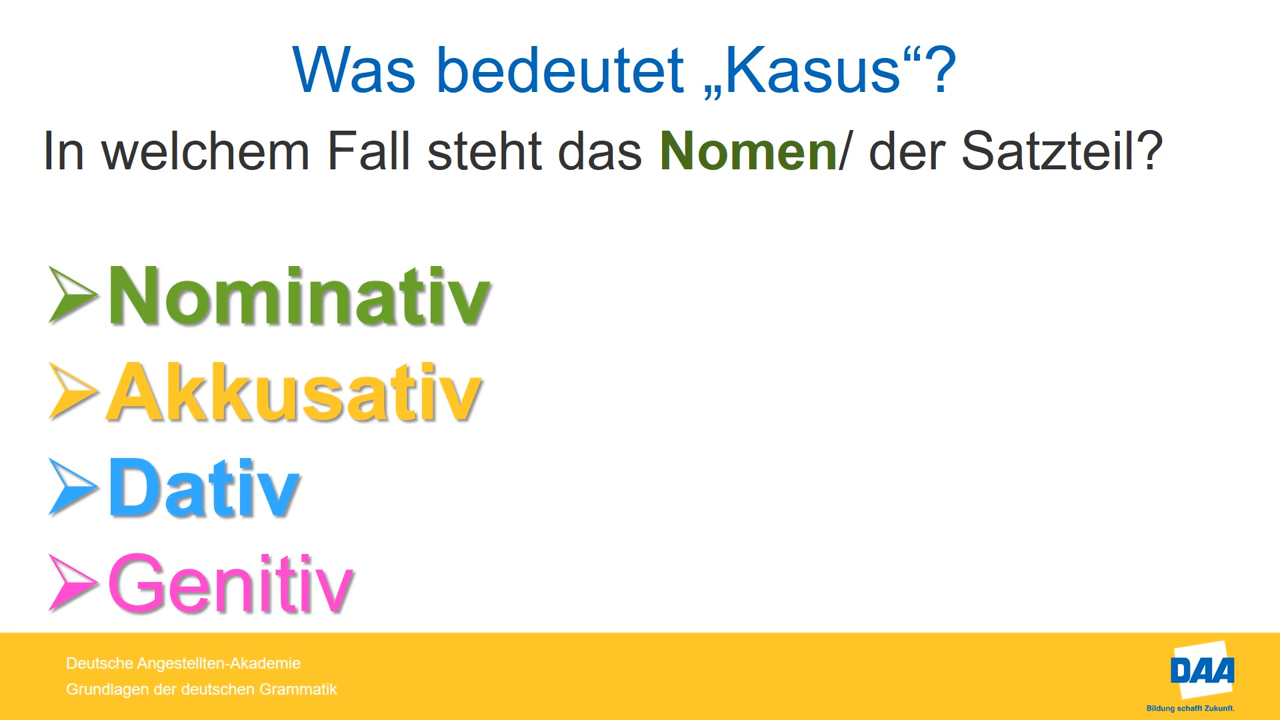 Was bedeutet „Kasus“?
In welchem Fall steht das Nomen/ der Satzteil?
Nominativ
Akkusativ
Dativ
Genitiv
Deutsche Angestellten-Akademie
Grundlagen der deutschen Grammatik
DAA
Bildung schafft Zukunft.